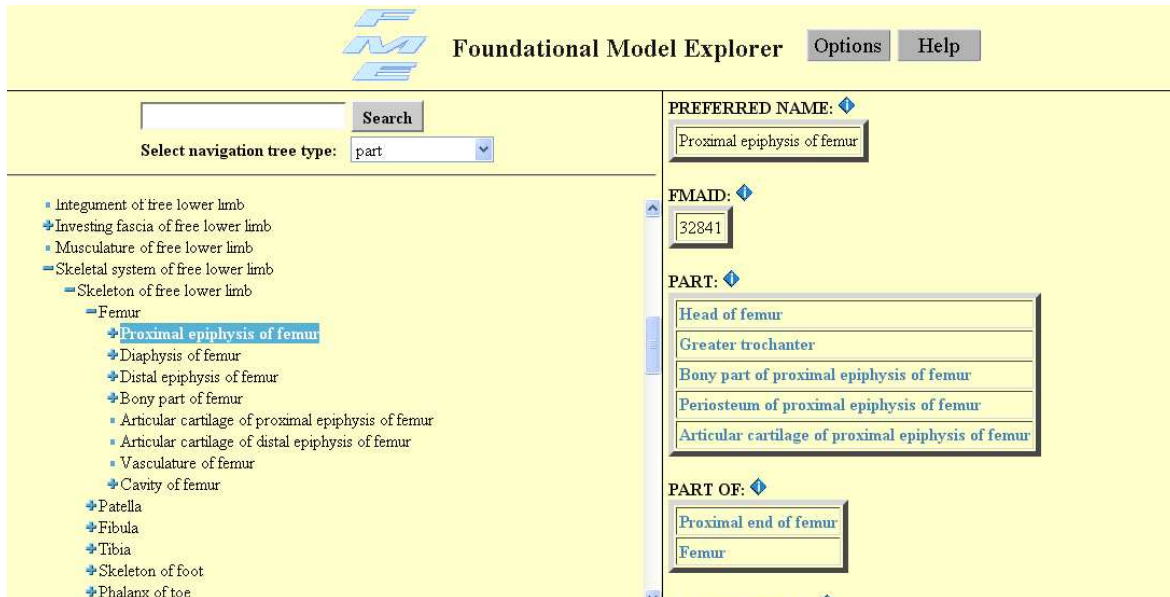 FME
Foundational Model Explorer
Options
Help
Search
Select navigation tree type: part
Integument of free lower limb
Investing fascia of free lower limb
Musculature of free lower limb
Skeletal system of free lower limb
Skeleton of free lower limb
Femur
Proximal epiphysis of femur
Diaphysis of femur
Distal epiphysis of femur
Bony part of femur
Articular cartilage of proximal epiphysis of femur
Articular cartilage of distal epiphysis of femur
Vasculature of femur
Cavity of femur
Patella
Fibula
Tibia
Skeleton of foot
Phalanx of toe
PREFERRED NAME:
Proximal epiphysis of femur
FMAID:
32841
PART:
Head of femur
Greater trochanter
Bony part of proximal epiphysis of femur
Periosteum of proximal epiphysis of femur
Articular cartilage of proximal epiphysis of femur
PART OF:
Proximal end of femur
Femur